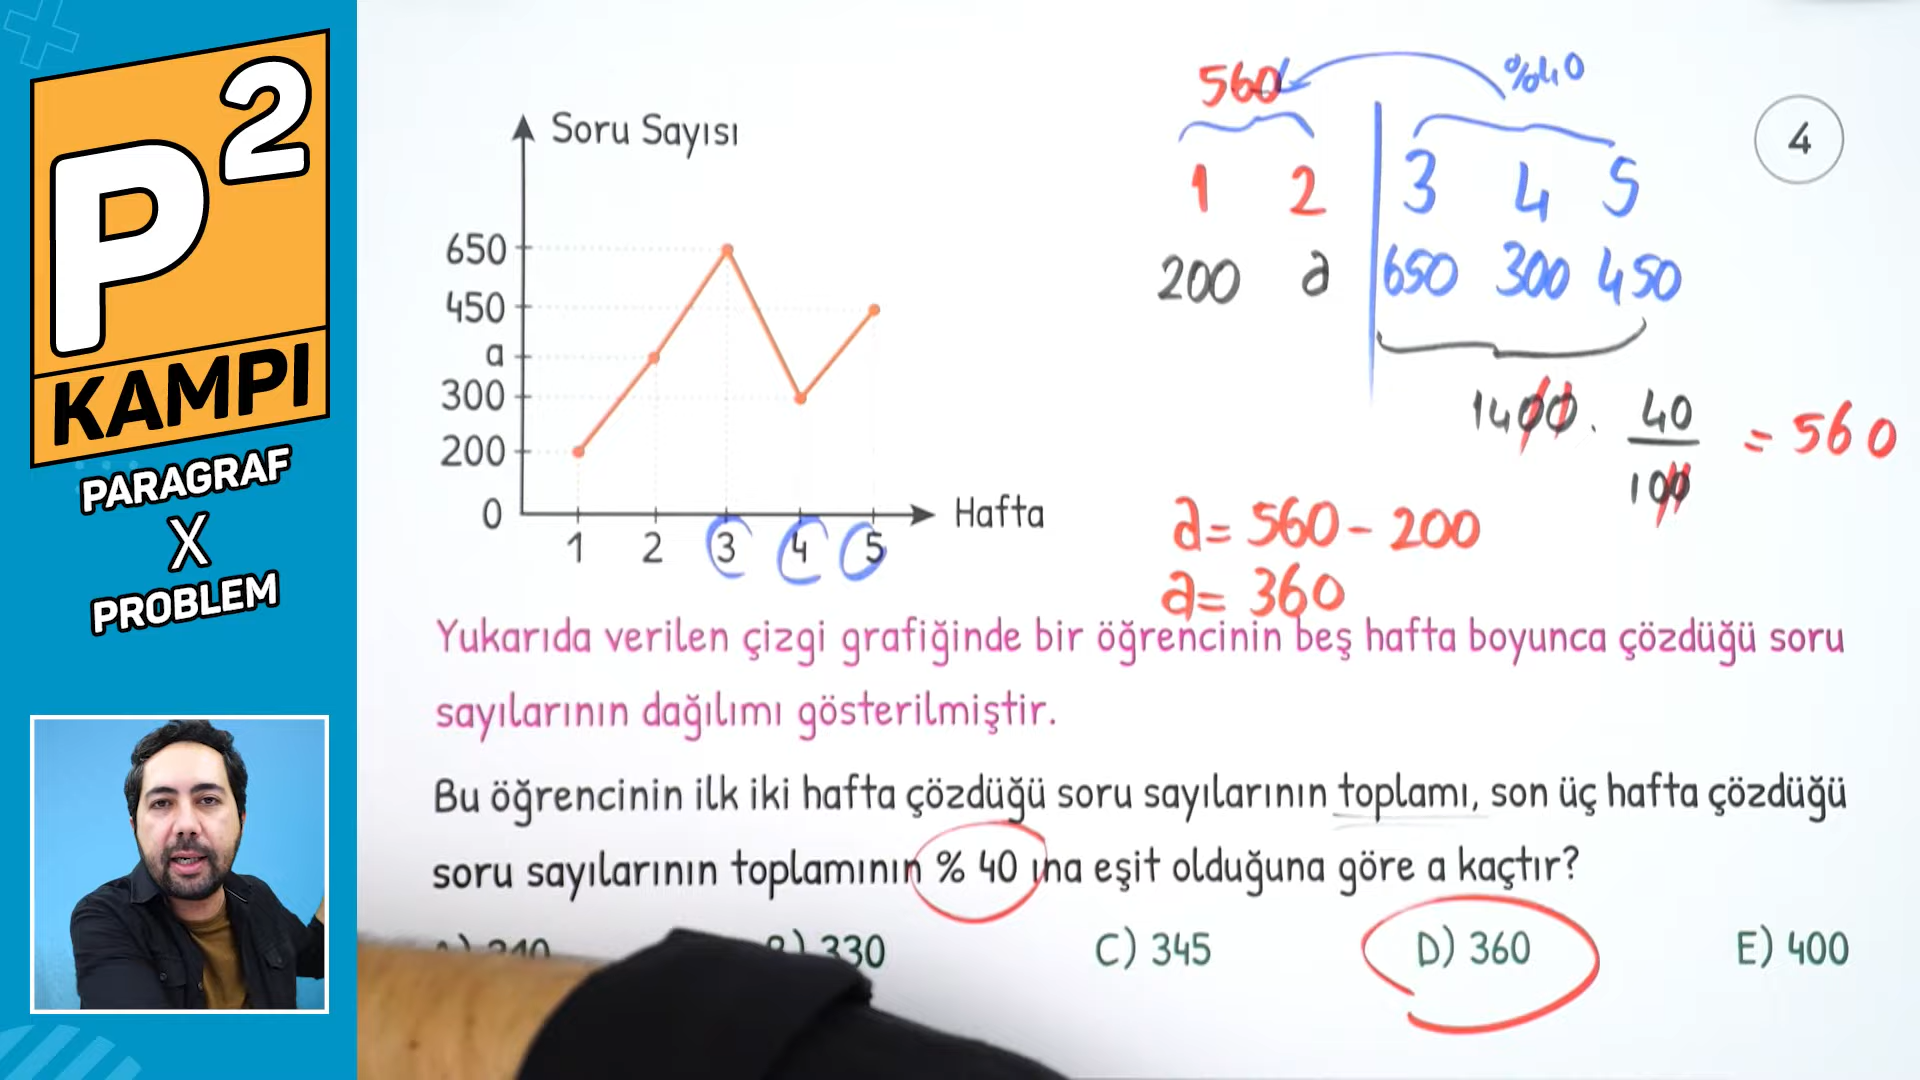 P2
KAMPI
PARAGRAF
X
PROBLEM
Soru Sayısı
650
450
a
300
200
0
1 2 3 4 5
Hafta
560 %40
4
1 2 3 4 5
200 a 650 300 450
1400 . 40/100 = 560
a = 560 - 200
a = 360
Yukarıda verilen çizgi grafiğinde bir öğrencinin beş hafta boyunca çözdüğü soru
sayılarının dağılımı gösterilmiştir.
Bu öğrencinin ilk iki hafta çözdüğü soru sayılarının toplamı, son üç hafta çözdüğü
soru sayılarının toplamının % 40 ına eşit olduğuna göre a kaçtır?
B) 330 C) 345 D) 360 E) 400